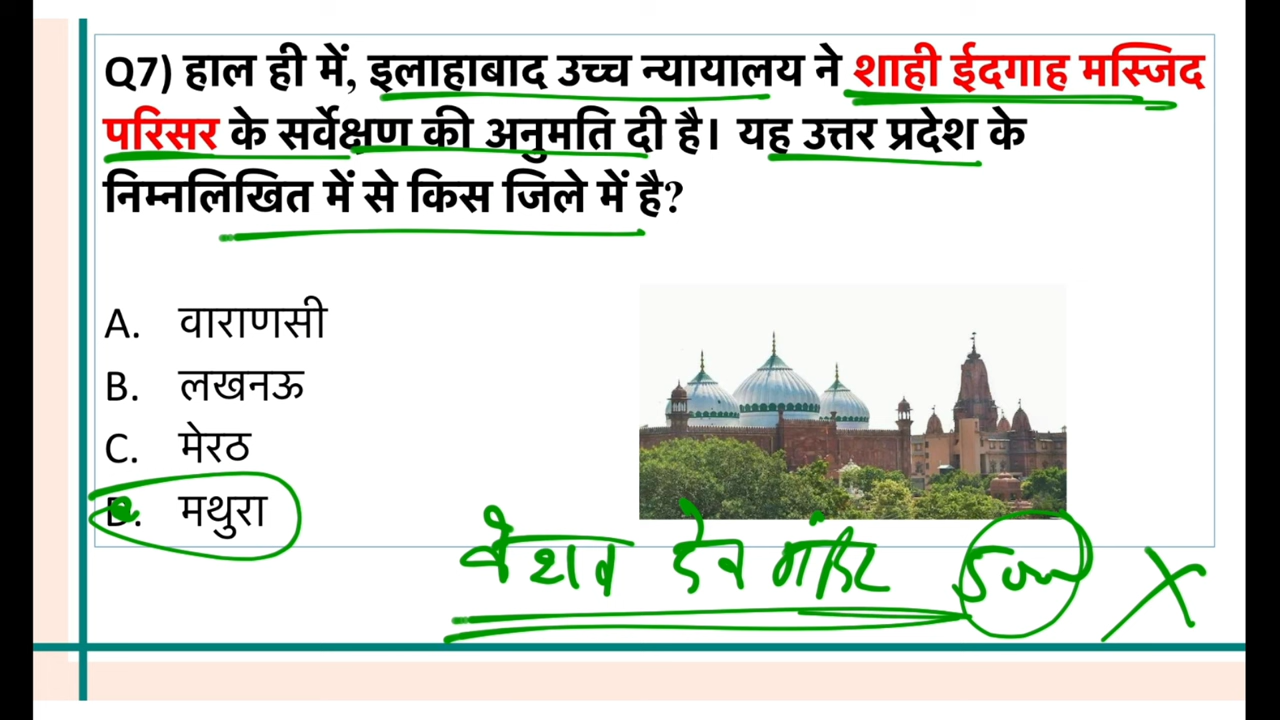 Q7) हाल ही में, इलाहाबाद उच्च न्यायालय ने शाही ईदगाह मस्जिद
परिसर के सर्वेक्षण की अनुमति दी है। यह उत्तर प्रदेश के
निम्नलिखित में से किस जिले में है?
A. वाराणसी
B. लखनऊ
C. मेरठ
D. मथुरा
केशव देव मंदिर